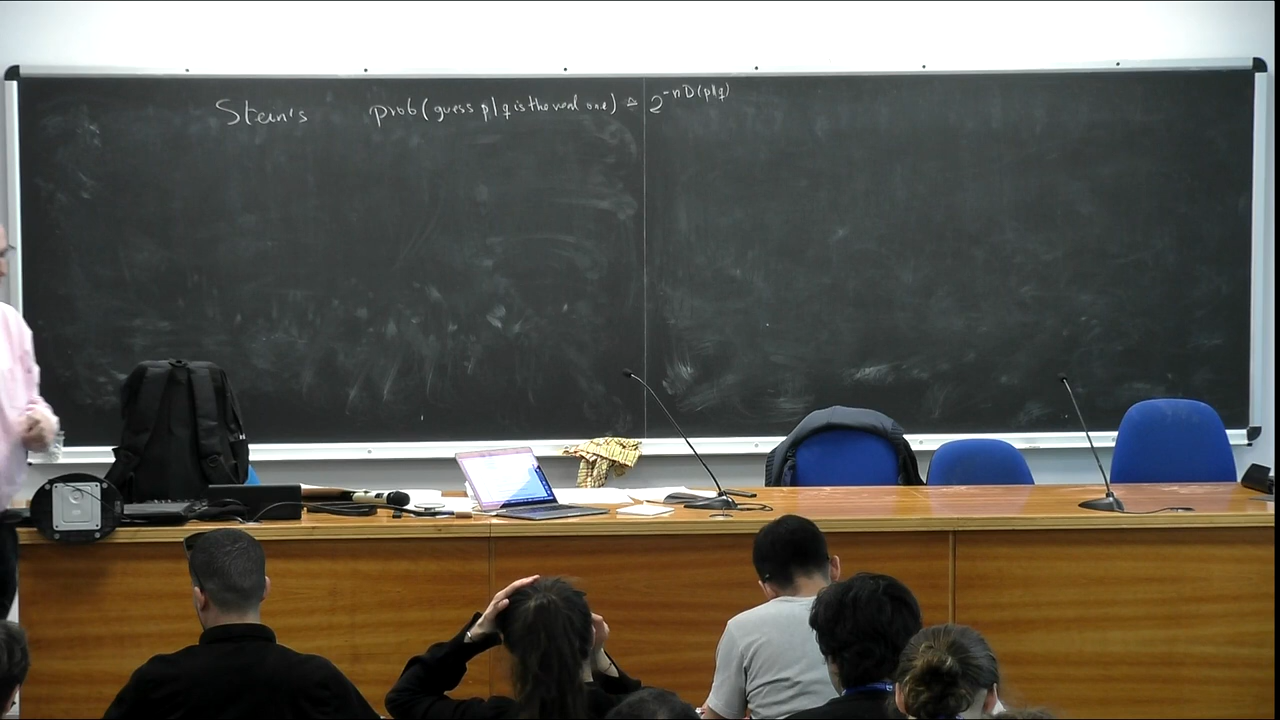 Stein's prob(guess p|q is the real one) ≐ 2^{-nD(p||q)}